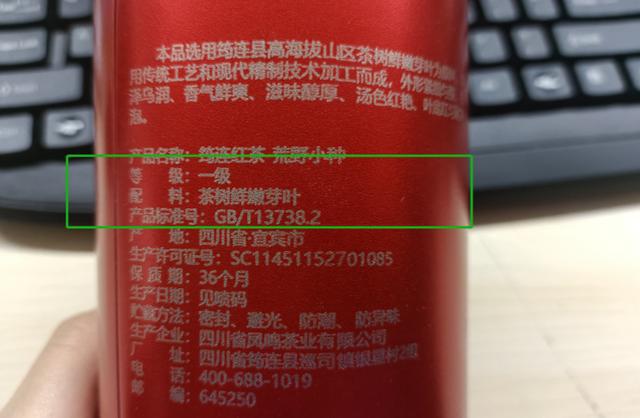 本品选用筠连县高海拔山区茶树鲜嫩芽叶为
用传统工艺和现代精制技术加工而成，外形
泽乌润、香气鲜爽、滋味醇厚、汤色红艳、叶底红
泡。
产品名称：筠连红茶 荒野小种
等 级：一级
配 料：茶树鲜嫩芽叶
产品标准号：GB/T13738.2
产 地：四川省·宜宾市
生产许可证号：SC11451152701085
保质期：36个月
生产日期：见喷码
贮藏方法：密封、避光、防潮、防异味
生产企业：四川省凤鸣茶业有限公司
厂 址：四川省筠连县巡司镇银星村2组
电 话：400-688-1019
邮 编：645250